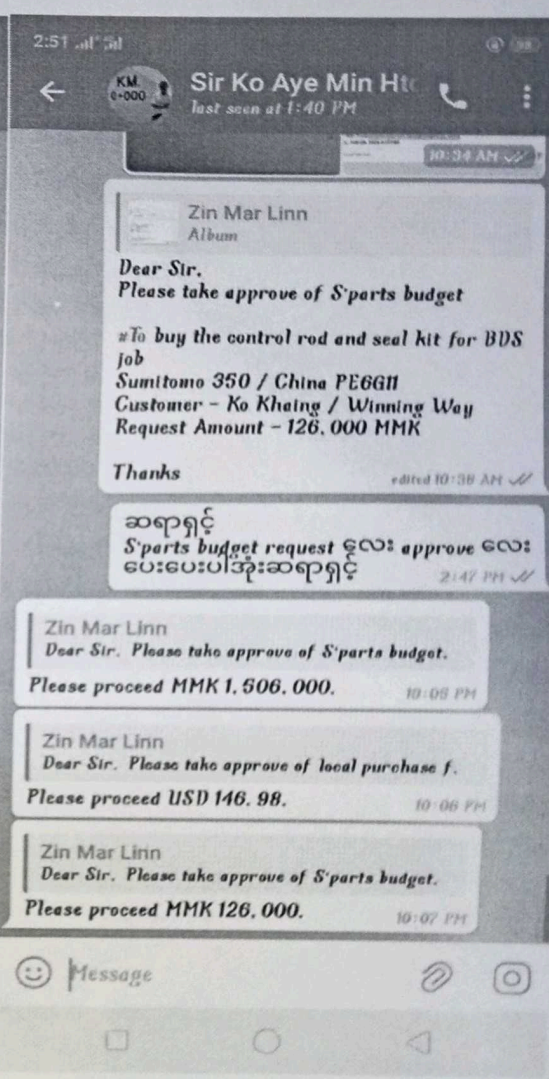 2:51
KM
e-000
Sir Ko Aye Min Hto
last seen at 1:40 PM
10:34 AM
Zin Mar Linn
Album
Dear Sir.
Please take approve of S'parts budget
#To buy the control rod and seal kit for BDS
job
Sumitomo 350 / China PE6G11
Customer - Ko Khaing / Winning Way
Request Amount - 126,000 MMK
Thanks
edited 10:38 AM
ဆရာရှင့်
S'parts budget request လေး approve လေး
ပေးပေးပါအုံးဆရာရှင့်
2:47 PM
Zin Mar Linn
Dear Sir. Please take approve of S'parts budget.
Please proceed MMK 1,506,000.
10:05 PM
Zin Mar Linn
Dear Sir. Please take approve of local purchase f.
Please proceed USD 146.98.
10:06 PM
Zin Mar Linn
Dear Sir. Please take approve of S'parts budget.
Please proceed MMK 126,000.
10:07 PM
Message